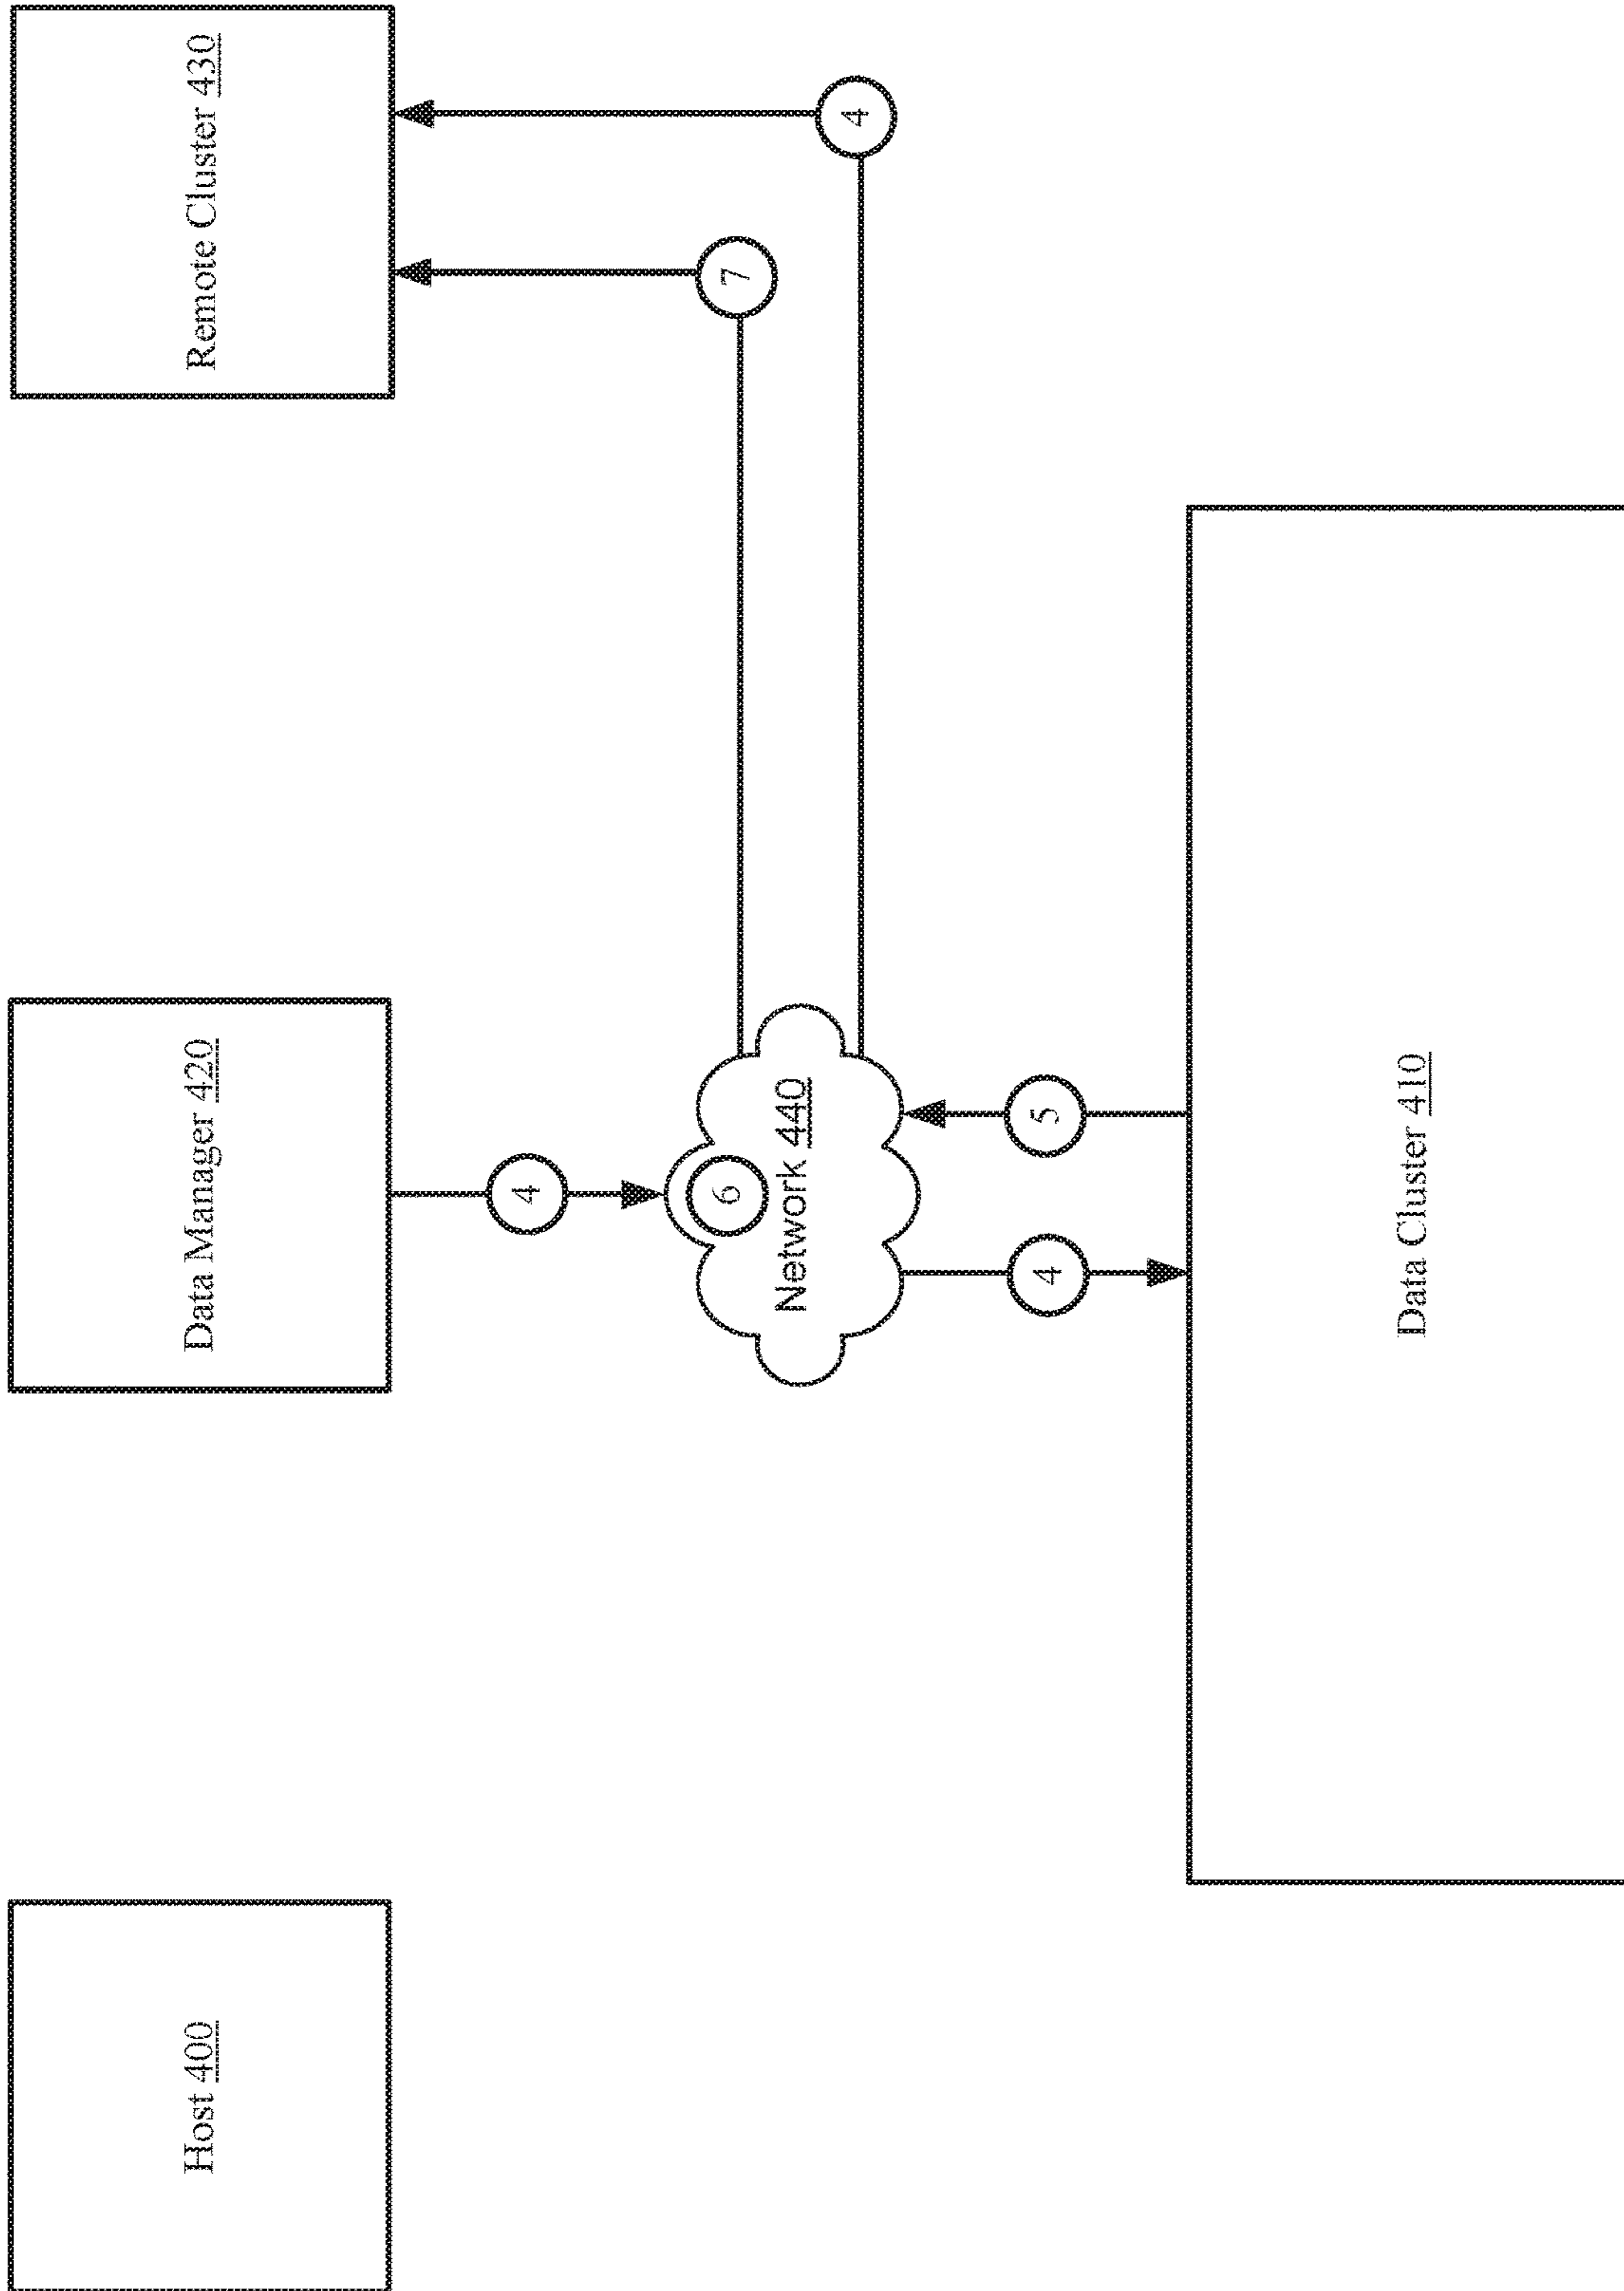 Host 400
Data Manager 420
Remote Cluster 430
4
6
7
Network 440
4
4
5
Data Cluster 410